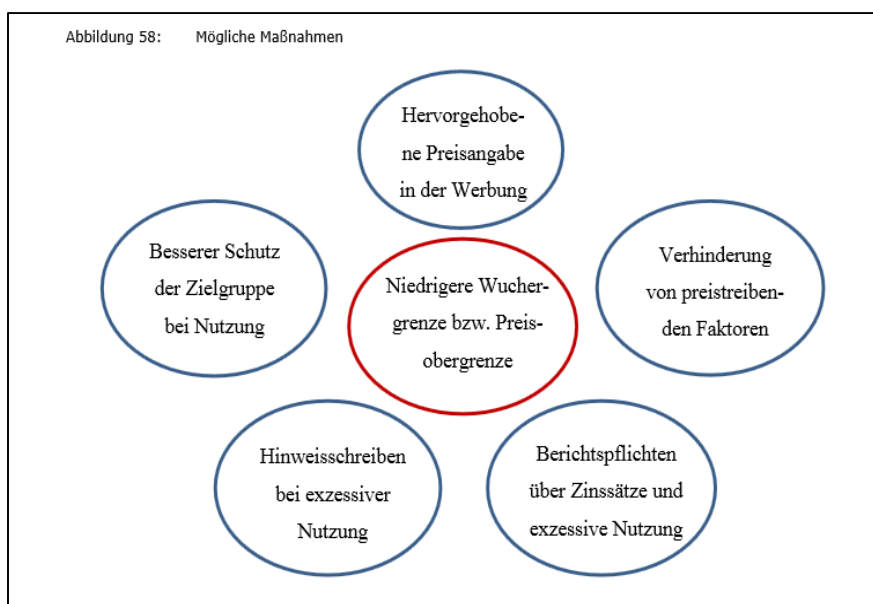 Abbildung 58: Mögliche Maßnahmen
Hervorgehobe-
ne Preisangabe
in der Werbung
Besserer Schutz
der Zielgruppe
bei Nutzung
Niedrigere Wucher-
grenze bzw. Preis-
obergrenze
Verhinderung
von preistreiben-
den Faktoren
Hinweisschreiben
bei exzessiver
Nutzung
Berichtspflichten
über Zinssätze und
exzessive Nutzung